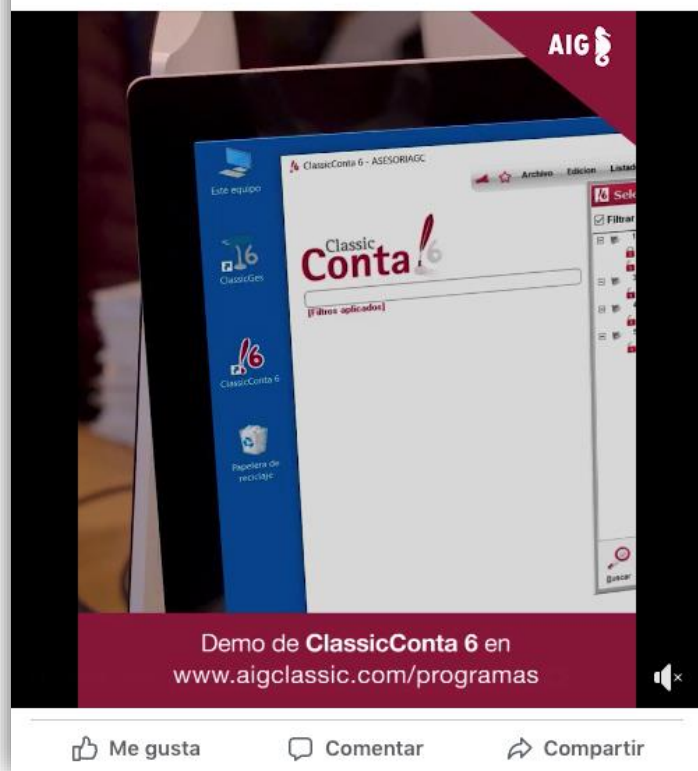 AIG
Este equipo
ClassicGes
ClassicConta 6
Papelera de
reciclaje
ClassicConta 6 - ASESORIAGC
Archivo Edicion
Classic
Conta 6
[Filtros aplicados]
Filtrar
Buscar
Demo de ClassicConta 6 en
www.aigclassic.com/programas
Me gusta
Comentar
Compartir